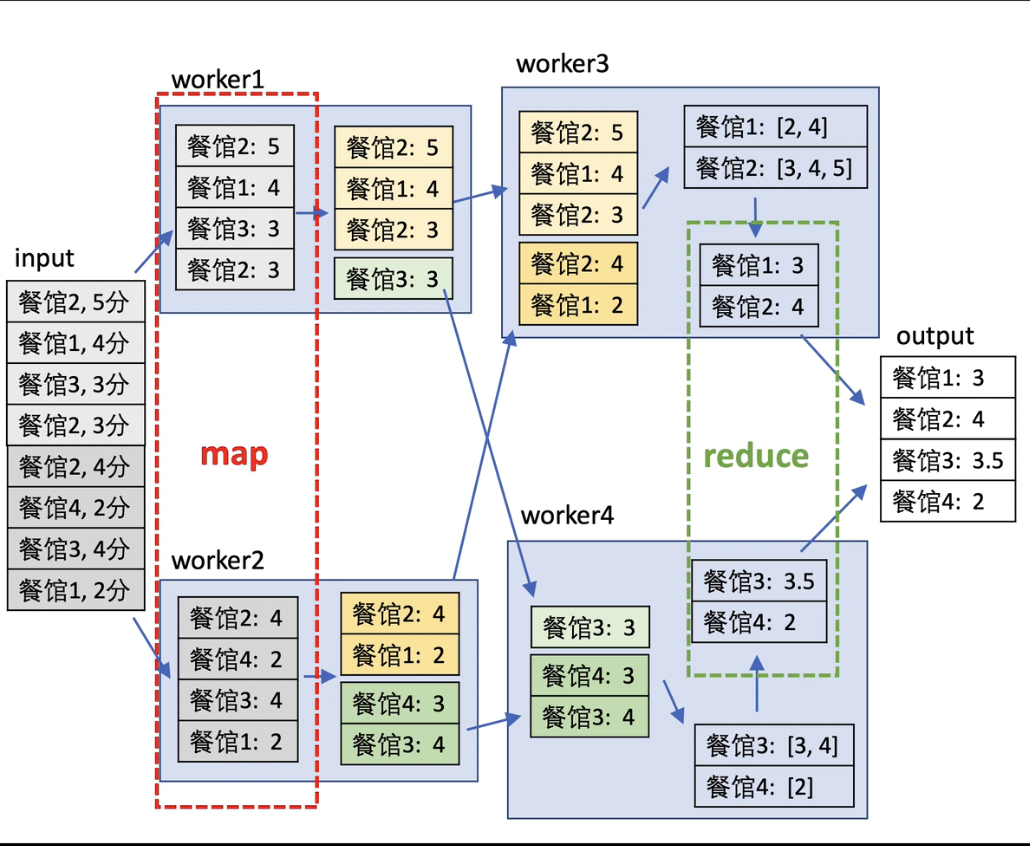 input
餐馆2, 5分
餐馆1, 4分
餐馆3, 3分
餐馆2, 3分
餐馆2, 4分
餐馆4, 2分
餐馆3, 4分
餐馆1, 2分
worker1
餐馆2: 5
餐馆1: 4
餐馆3: 3
餐馆2: 3
餐馆2: 5
餐馆1: 4
餐馆2: 3
餐馆3: 3
map
worker2
餐馆2: 4
餐馆4: 2
餐馆3: 4
餐馆1: 2
餐馆2: 4
餐馆1: 2
餐馆4: 3
餐馆3: 4
worker3
餐馆2: 5
餐馆1: 4
餐馆2: 3
餐馆2: 4
餐馆1: 2
餐馆1: [2, 4]
餐馆2: [3, 4, 5]
餐馆1: 3
餐馆2: 4
reduce
worker4
餐馆3: 3
餐馆4: 3
餐馆3: 4
餐馆3: 3.5
餐馆4: 2
餐馆3: [3, 4]
餐馆4: [2]
output
餐馆1: 3
餐馆2: 4
餐馆3: 3.5
餐馆4: 2